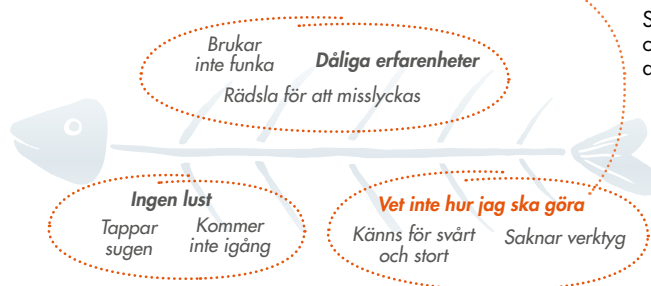 Brukar
inte funka
Dåliga erfarenheter
Rädsla för att misslyckas
Ingen lust
Tappar
sugen
Kommer
inte igång
Vet inte hur jag ska göra
Känns för svårt
och stort
Saknar verktyg